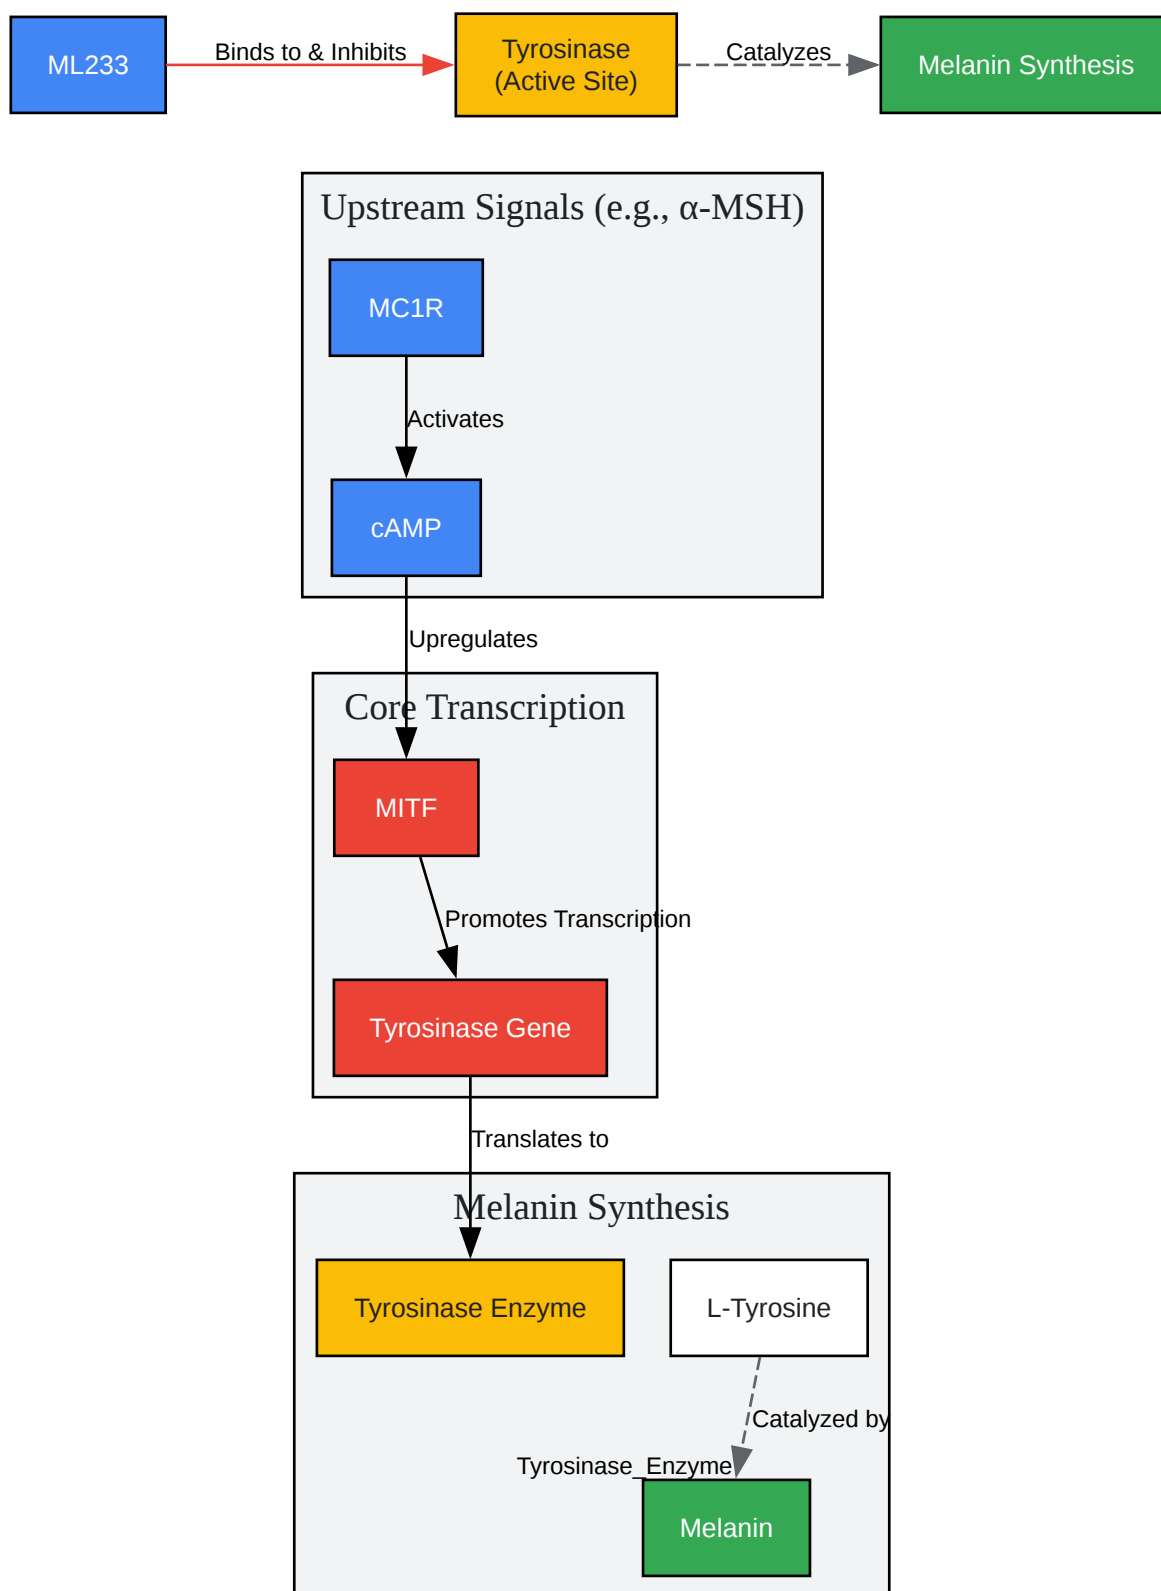 ML233
Binds to & Inhibits
Tyrosinase
(Active Site)
Catalyzes
Melanin Synthesis
Upstream Signals (e.g., α-MSH)
MC1R
Activates
cAMP
Upregulates
Core Transcription
MITF
Promotes Transcription
Tyrosinase Gene
Translates to
Melanin Synthesis
Tyrosinase Enzyme
L-Tyrosine
Catalyzed by
Tyrosinase_Enzyme
Melanin